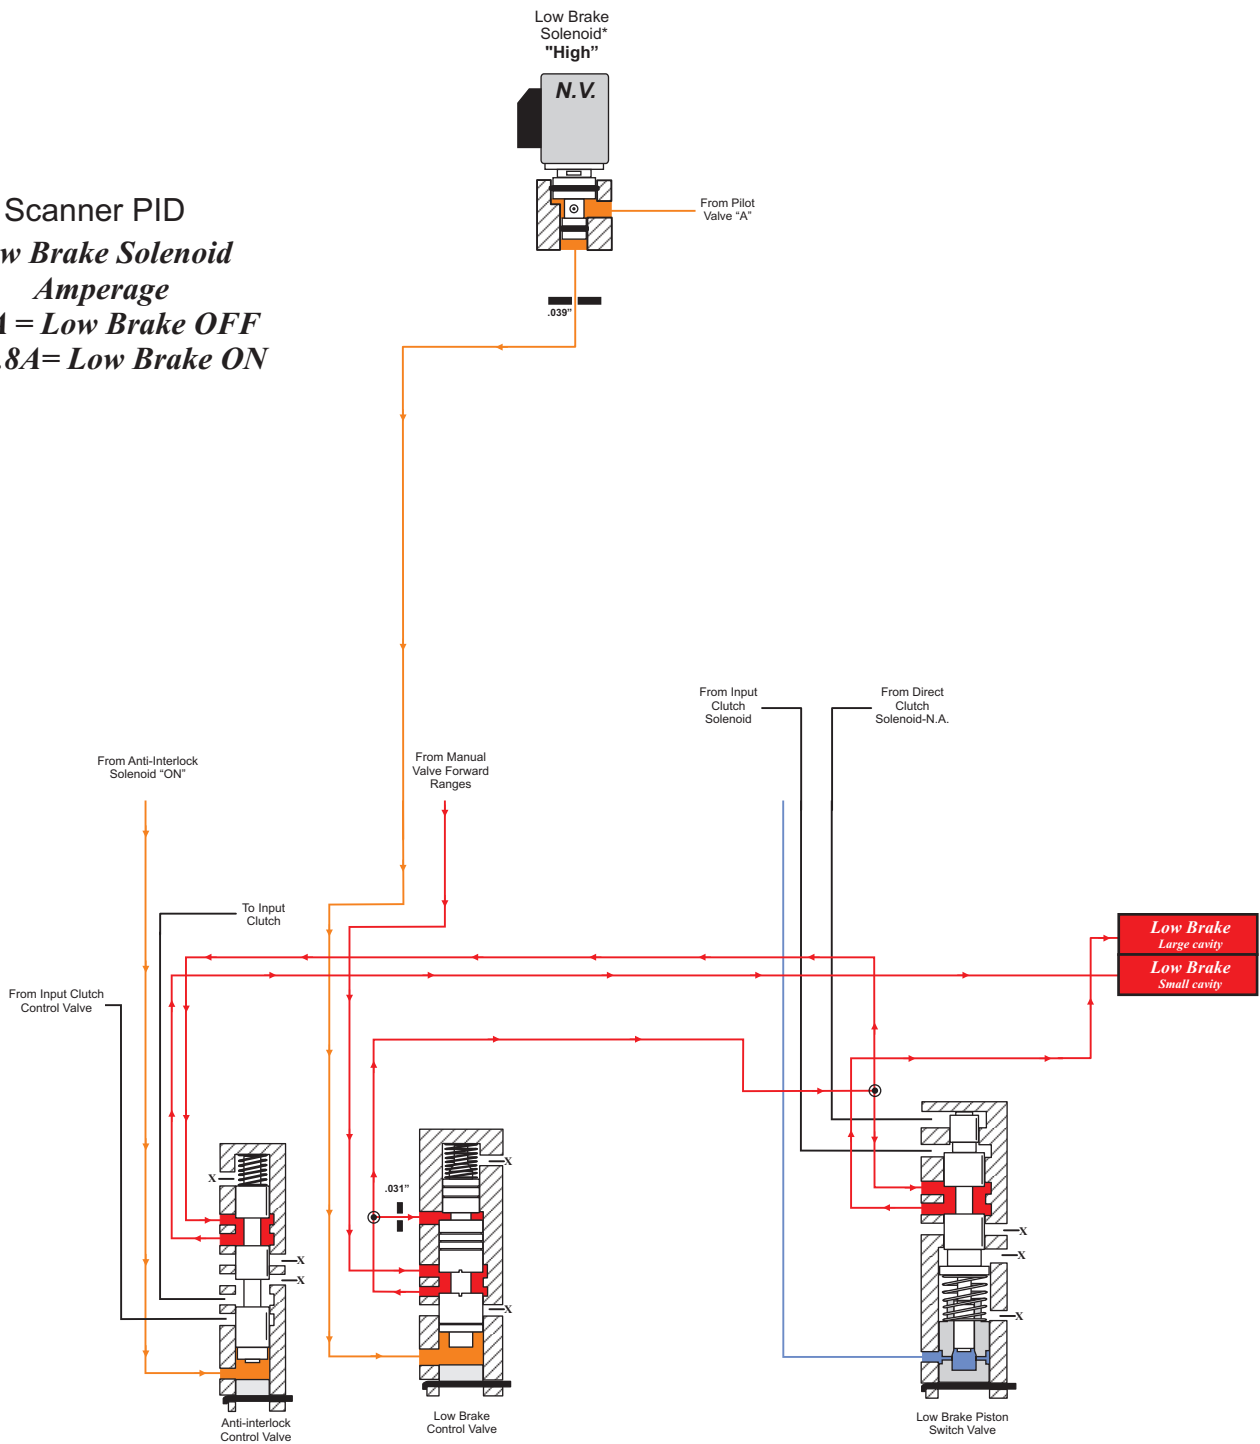 Low Brake
Solenoid*
"High”
N.V.
From Pilot
Valve “A”
.039”
Scanner PID
Brake Solenoid
Amperage
= Low Brake OFF
.8A= Low Brake ON
From Input
Clutch
Solenoid
From Direct
Clutch
Solenoid-N.A.
From Anti-Interlock
Solenoid “ON”
From Manual
Valve Forward
Ranges
To Input
Clutch
From Input Clutch
Control Valve
Low Brake
Large cavity
Low Brake
Small cavity
.031”
X
X
X
X
X
X
X
X
Anti-interlock
Control Valve
Low Brake
Control Valve
Low Brake Piston
Switch Valve